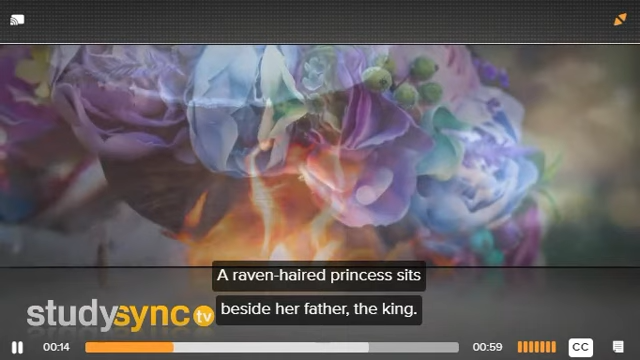 A raven-haired princess sits
beside her father, the king.
studysync tv
00:14
00:59
CC